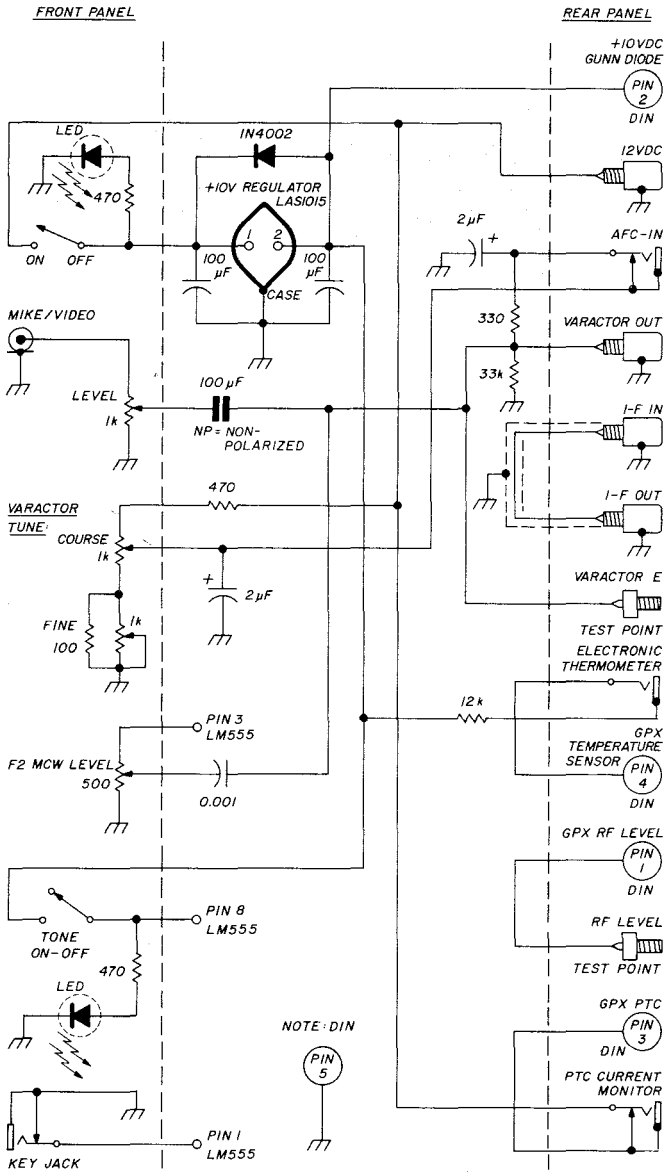 FRONT PANEL
REAR PANEL
+10VDC
GUNN DIODE
PIN
2
DIN
LED
470
ON OFF
1N4002
+10V REGULATOR
LAS1015
1 2
100
µF
100
µF
CASE
12VDC
AFC-IN
2µF
+
330
33k
VARACTOR OUT
I-F IN
I-F OUT
MIKE/VIDEO
LEVEL
1k
100µF
NP = NON-
POLARIZED
VARACTOR
TUNE:
COURSE
1k
470
+
2µF
FINE
100
1k
VARACTOR E
TEST POINT
ELECTRONIC
THERMOMETER
12k
GPX
TEMPERATURE
SENSOR
PIN
4
DIN
PIN 3
LM555
F2 MCW LEVEL
500
0.001
GPX RF LEVEL
PIN
1
DIN
RF LEVEL
TEST POINT
TONE
ON-OFF
PIN 8
LM555
470
LED
NOTE: DIN
PIN
5
GPX PTC
PIN
3
DIN
PTC CURRENT
MONITOR
KEY JACK
PIN 1
LM555